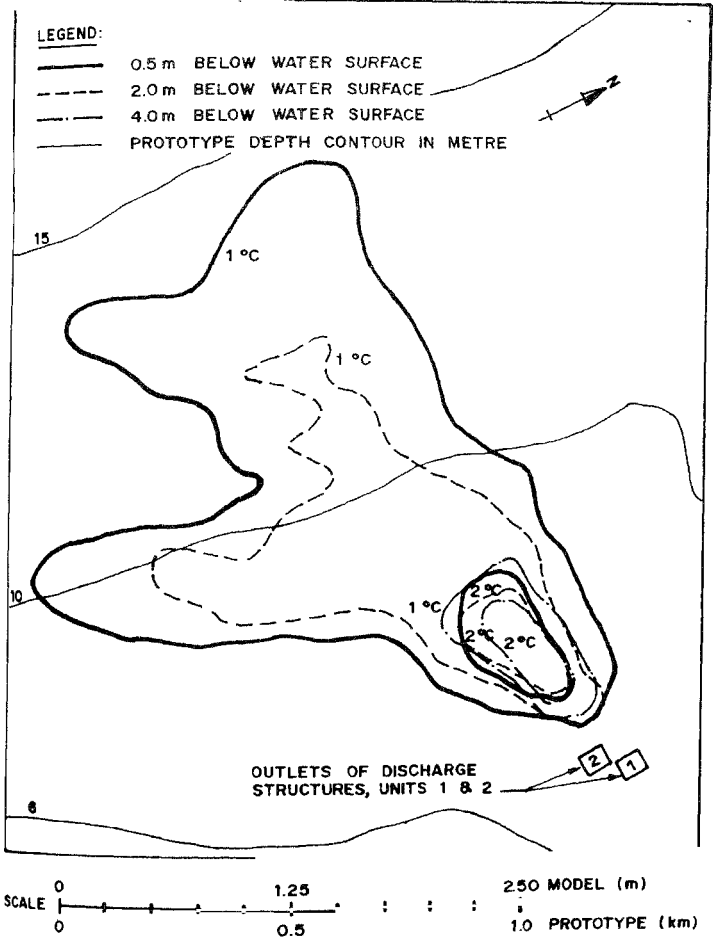 LEGEND:
0.5 m BELOW WATER SURFACE
2.0 m BELOW WATER SURFACE
4.0 m BELOW WATER SURFACE
PROTOTYPE DEPTH CONTOUR IN METRE
N
15
1 °C
1 °C
10
1 °C
2 °C
2 °C
2 °C
OUTLETS OF DISCHARGE
STRUCTURES, UNITS 1 & 2
2
1
6
SCALE
0 1.25 2.50 MODEL (m)
0 0.5 1.0 PROTOTYPE (km)